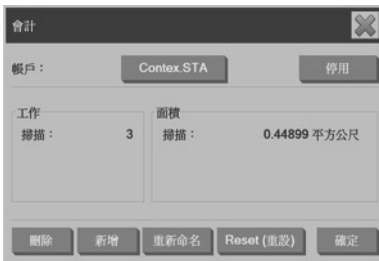 會計
帳戶： Contex.STA 停用
工作 面積
掃描： 3 掃描： 0.44899 平方公尺
刪除 新增 重新命名 Reset (重設) 確定